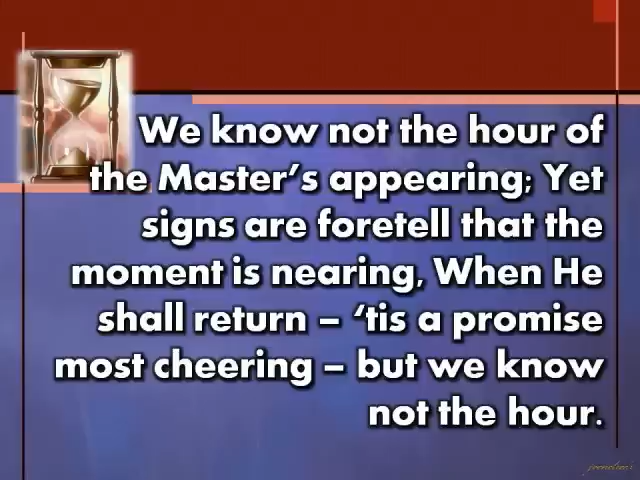 We know not the hour of
the Master's appearing; Yet
signs are foretell that the
moment is nearing, When He
shall return – ‘tis a promise
most cheering – but we know
not the hour.